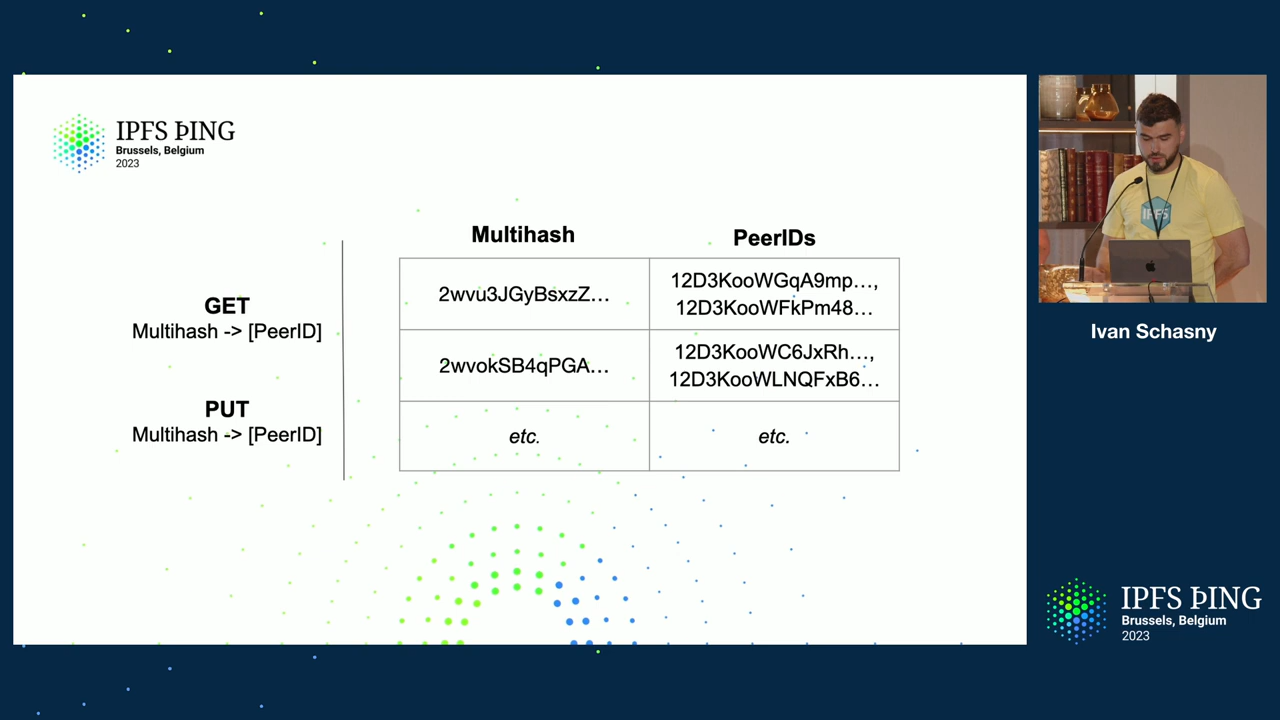 IPFS ÞING
Brussels, Belgium
2023
GET
Multihash -> [PeerID]
PUT
Multihash -> [PeerID]
Multihash
PeerIDs
2wvu3JGyBsxzZ...
12D3KooWGqA9mp...,
12D3KooWFkPm48...
2wvokSB4qPGA...
12D3KooWC6JxRh...,
12D3KooWLNQFxB6...
etc.
etc.
IPFS
Ivan Schasny
IPFS ÞING
Brussels, Belgium
2023